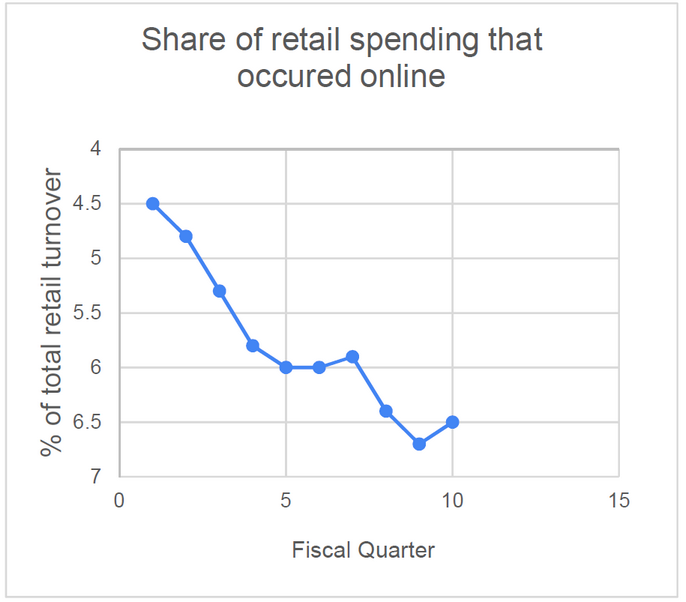 Share of retail spending that
occured online
% of total retail turnover
4
4.5
5
5.5
6
6.5
7
0
5
10
15
Fiscal Quarter